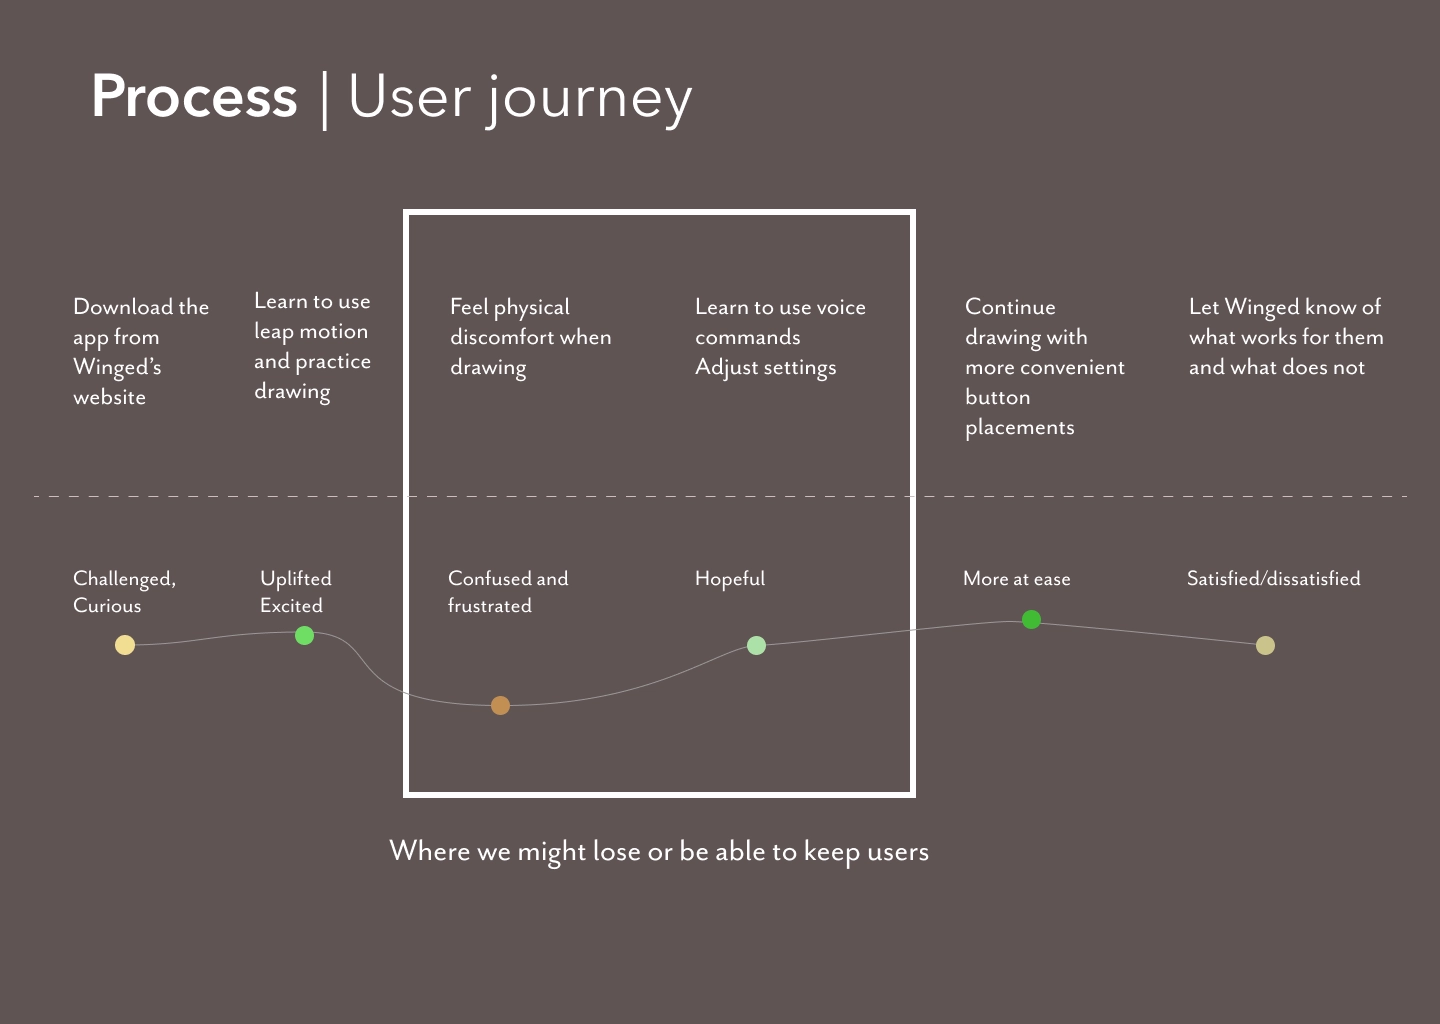 Process | User journey
Download the
app from
Winged's
website
Learn to use
leap motion
and practice
drawing
Feel physical
discomfort when
drawing
Learn to use voice
commands
Adjust settings
Continue
drawing with
more convenient
button
placements
Let Winged know of
what works for them
and what does not
Challenged,
Curious
Uplifted
Excited
Confused and
frustrated
Hopeful
More at ease
Satisfied/dissatisfied
Where we might lose or be able to keep users